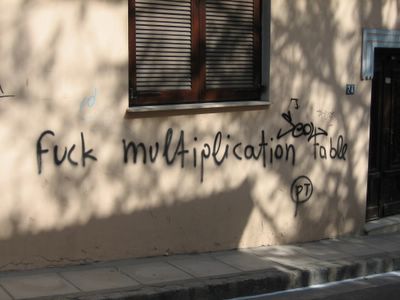 Fuck multiplication table
PT